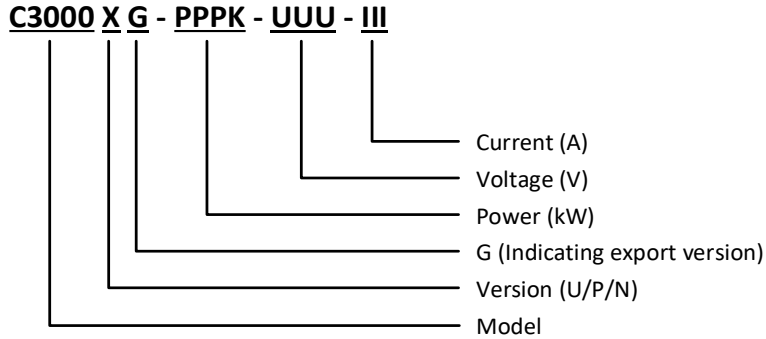 C3000 X G - PPPK - UUU - III
Current (A)
Voltage (V)
Power (kW)
G (Indicating export version)
Version (U/P/N)
Model